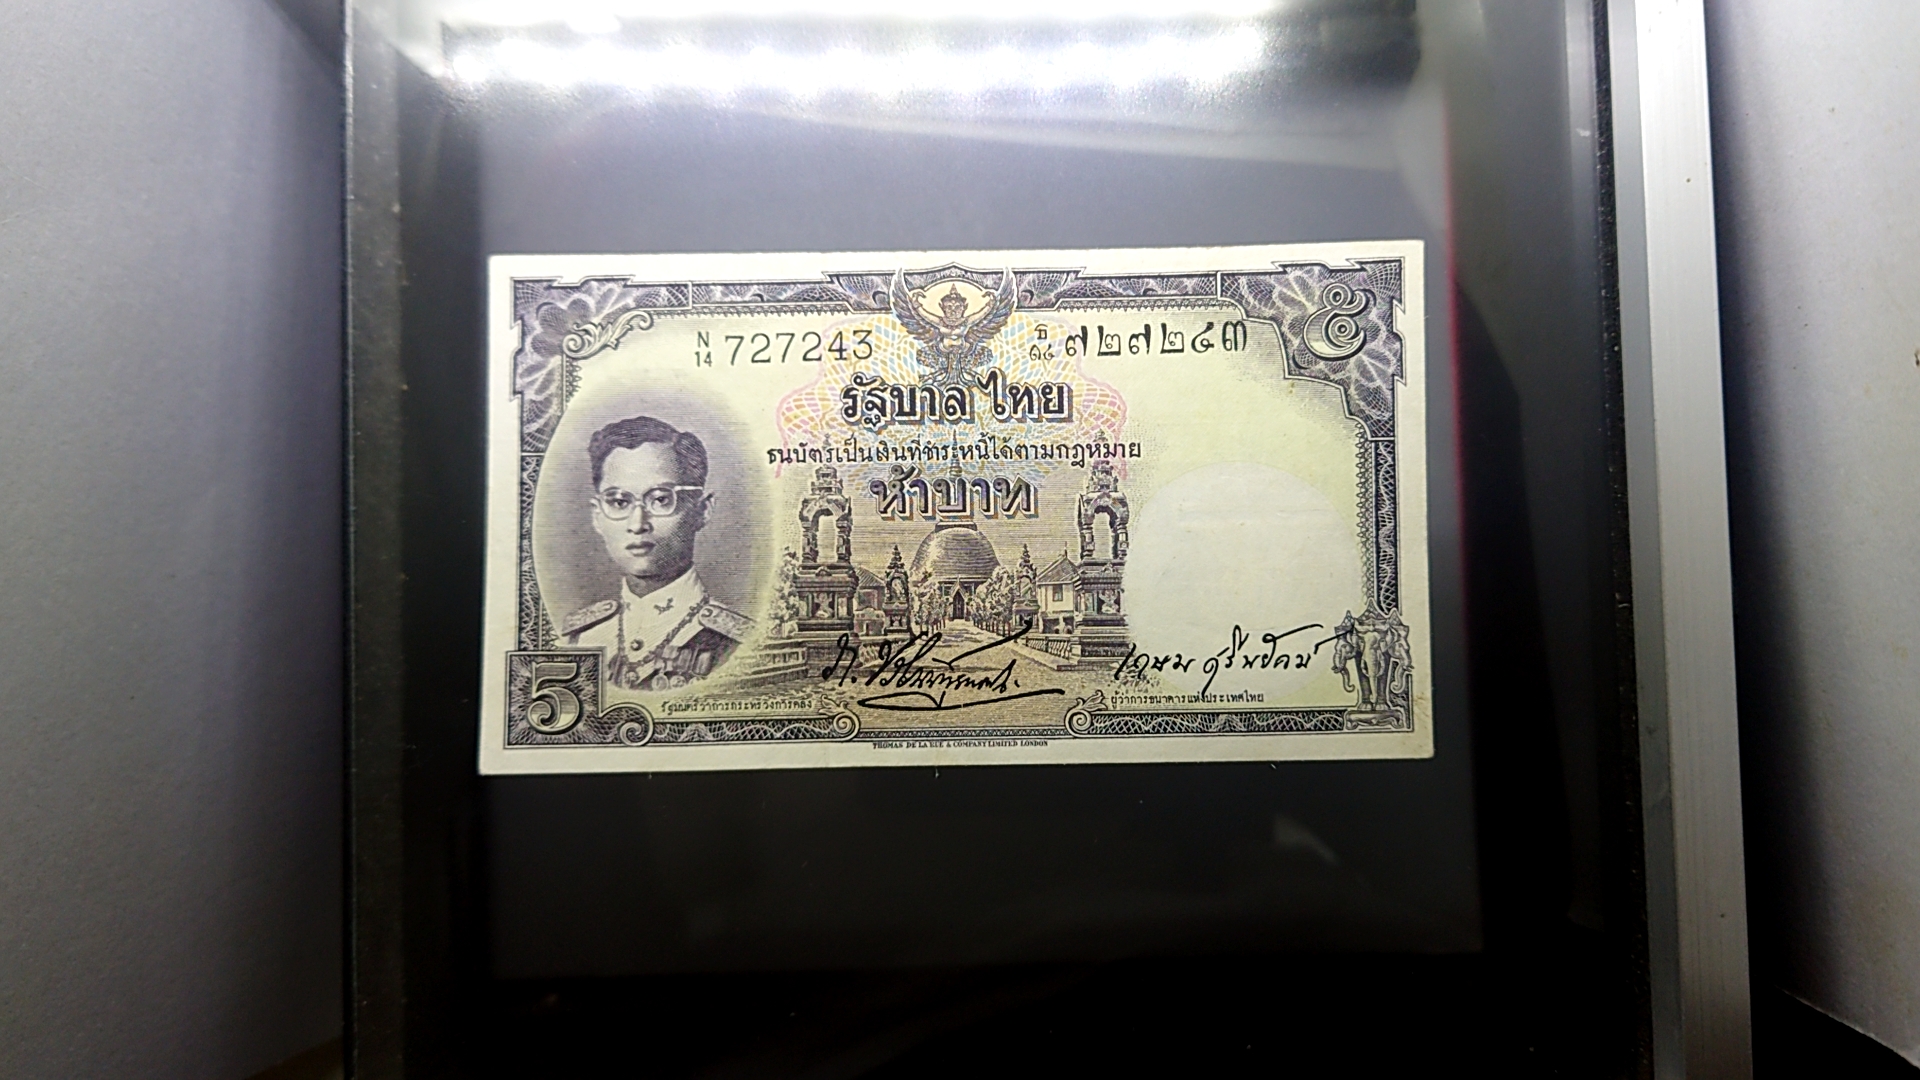 N/14 727243 ธ/๑๔ ๗๒๗๒๔๓ ๕
รัฐบาลไทย
ธนบัตร์เป็นเงินที่ชำระหนี้ได้ตามกฎหมาย
ห้าบาท
เกษม ศรีพยัคฆ์
5 รัฐมนตรีว่าการกระทรวงการคลัง ผู้ว่าการธนาคารแห่งประเทศไทย
THOMAS DE LA RUE & COMPANY LIMITED LONDON